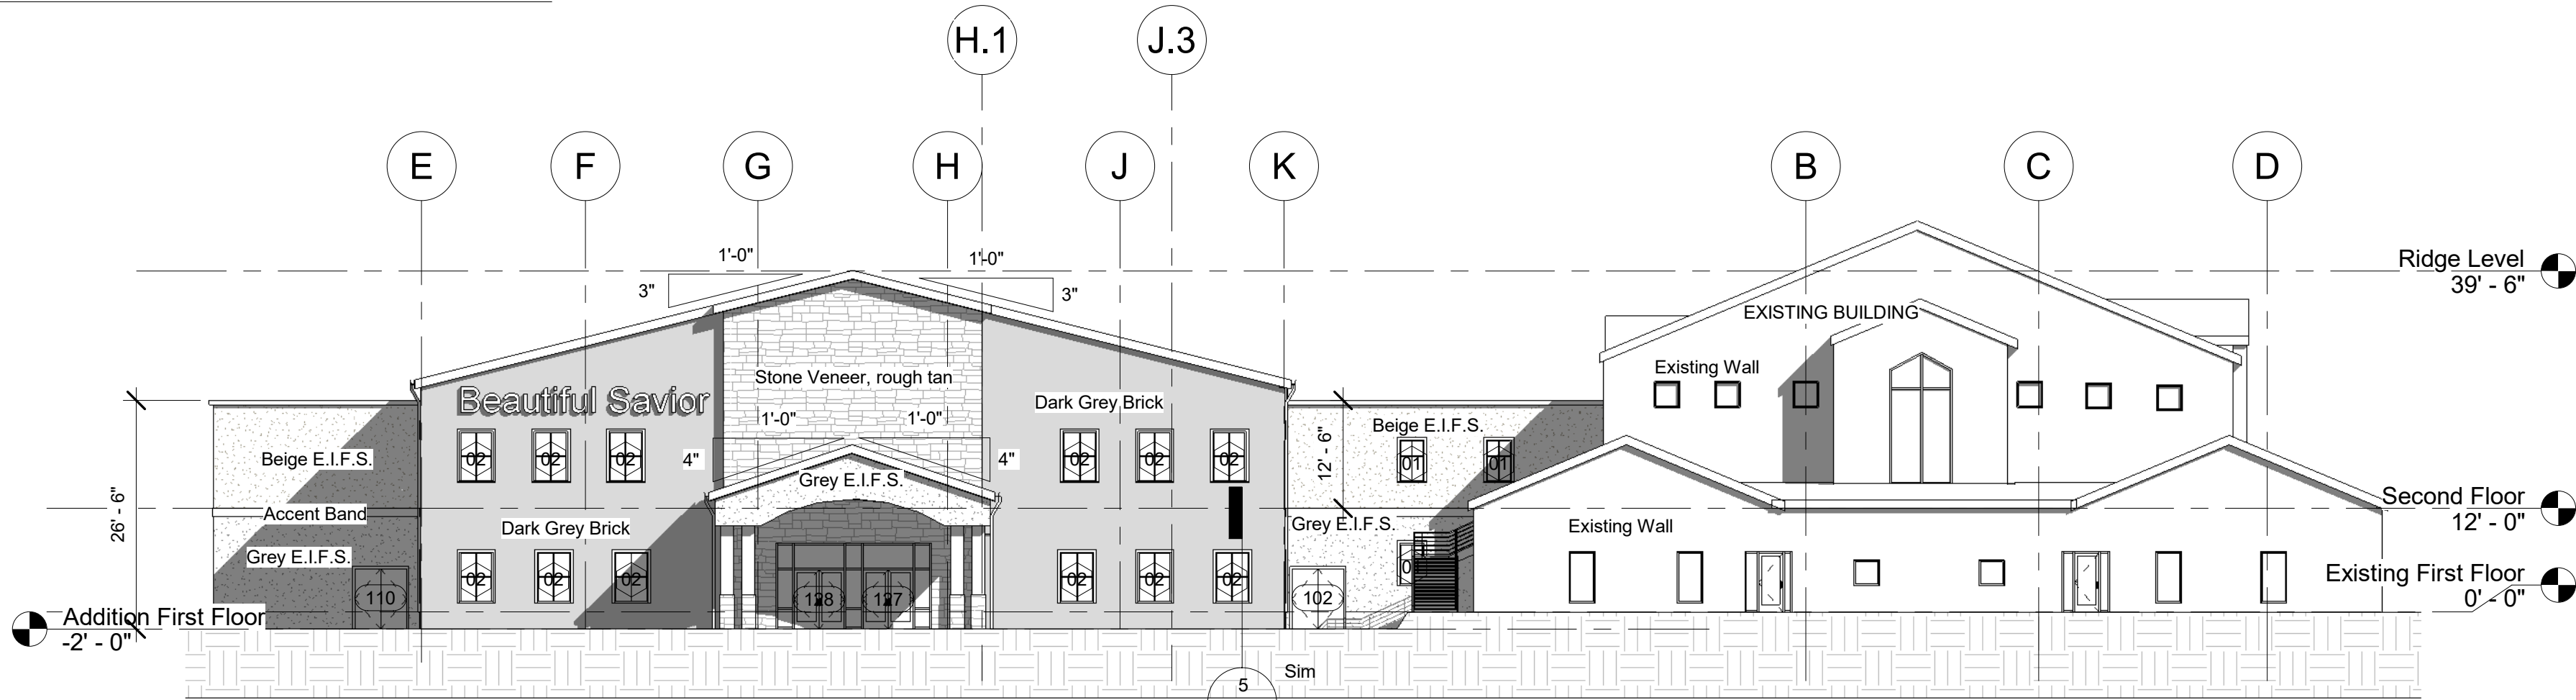 H.1
J.3
E
F
G
H
J
K
B
C
D
1'-0"
1'-0"
3"
3"
Ridge Level
39' - 6"
EXISTING BUILDING
Existing Wall
Stone Veneer, rough tan
Beautiful Savior
Dark Grey Brick
1'-0"
1'-0"
Beige E.I.F.S.
02
02
02
4"
4"
02
02
02
12' - 6"
Beige E.I.F.S.
01
01
Grey E.I.F.S.
26' - 6"
Accent Band
Dark Grey Brick
Grey E.I.F.S.
Existing Wall
Second Floor
12' - 0"
Grey E.I.F.S.
110
02
02
02
128
127
02
02
02
102
Existing First Floor
0' - 0"
Addition First Floor
-2' - 0"
5
Sim